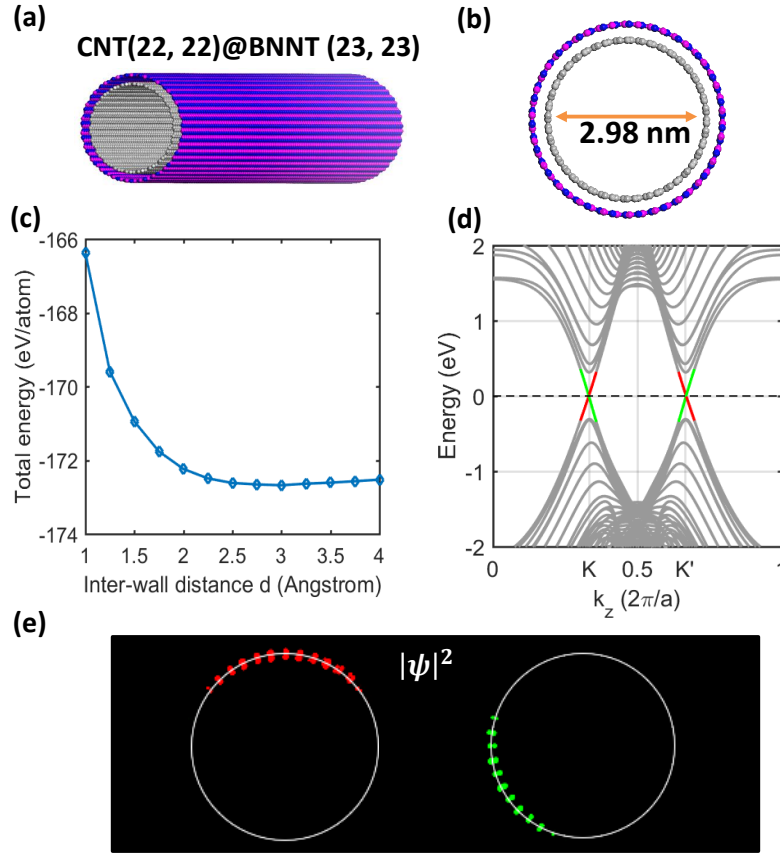 (a)
CNT(22, 22)@BNNT (23, 23)
(b)
2.98 nm
(c)
Total energy (eV/atom)
-166
-168
-170
-172
-174
1 1.5 2 2.5 3 3.5 4
Inter-wall distance d (Angstrom)
(d)
Energy (eV)
2
1
0
-1
-2
0 K 0.5 K' 1
k_z (2π/a)
(e)
|ψ|²